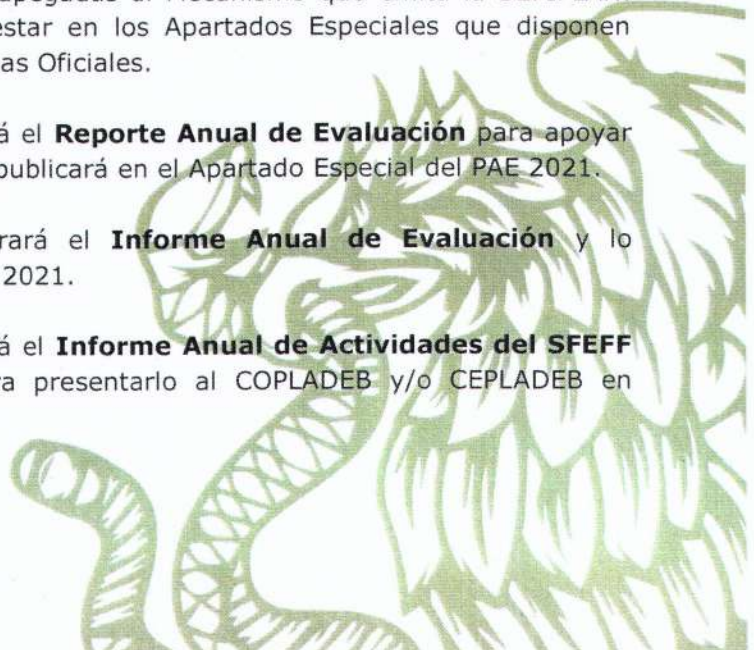 estar en los Apartados Especiales que disponen
as Oficiales.
á el Reporte Anual de Evaluación para apoyar
publicará en el Apartado Especial del PAE 2021.
rará el Informe Anual de Evaluación y lo
2021.
á el Informe Anual de Actividades del SFEFF
ra presentarlo al COPLADEB y/o CEPLADEB en